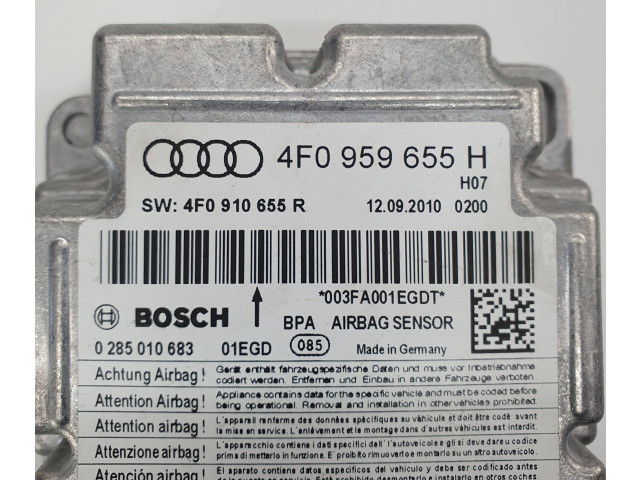 4F0 959 655 H
H07
SW: 4F0 910 655 R 12.09.2010 0200
*003FA001EGDT*
BOSCH BPA AIRBAG SENSOR
0 285 010 683 01EGD 085 Made in Germany
Achtung Airbag! Gerät enthält fahrzeugspezifische Daten und muss vor Inbetriebnahme
codiert werden. Entfernen und Einbau in andere Fahrzeuge verboten.
Attention Airbag! Appliance contains data for the specific vehicle and must be coded before
being operational. Removal and installation in other vehicles prohibited
Attention airbag! L'appareil renferme des données spécifiques au véhicule et doit être codé avant
la mise en service. L'enlèvement et le montage dans d'autres véhicules est interdit.
Attenzione airbag! L'apparecchio contiene i dati specifici dell'autoveicolo e gli si deve dare u codice
prima di metterlo in funzione. E' proibito rimuoverlo e montarlo su un altro autoveicolo.
Atención airbag! El aparato contiene datos específicos del vehículo y debe ser codificado antes